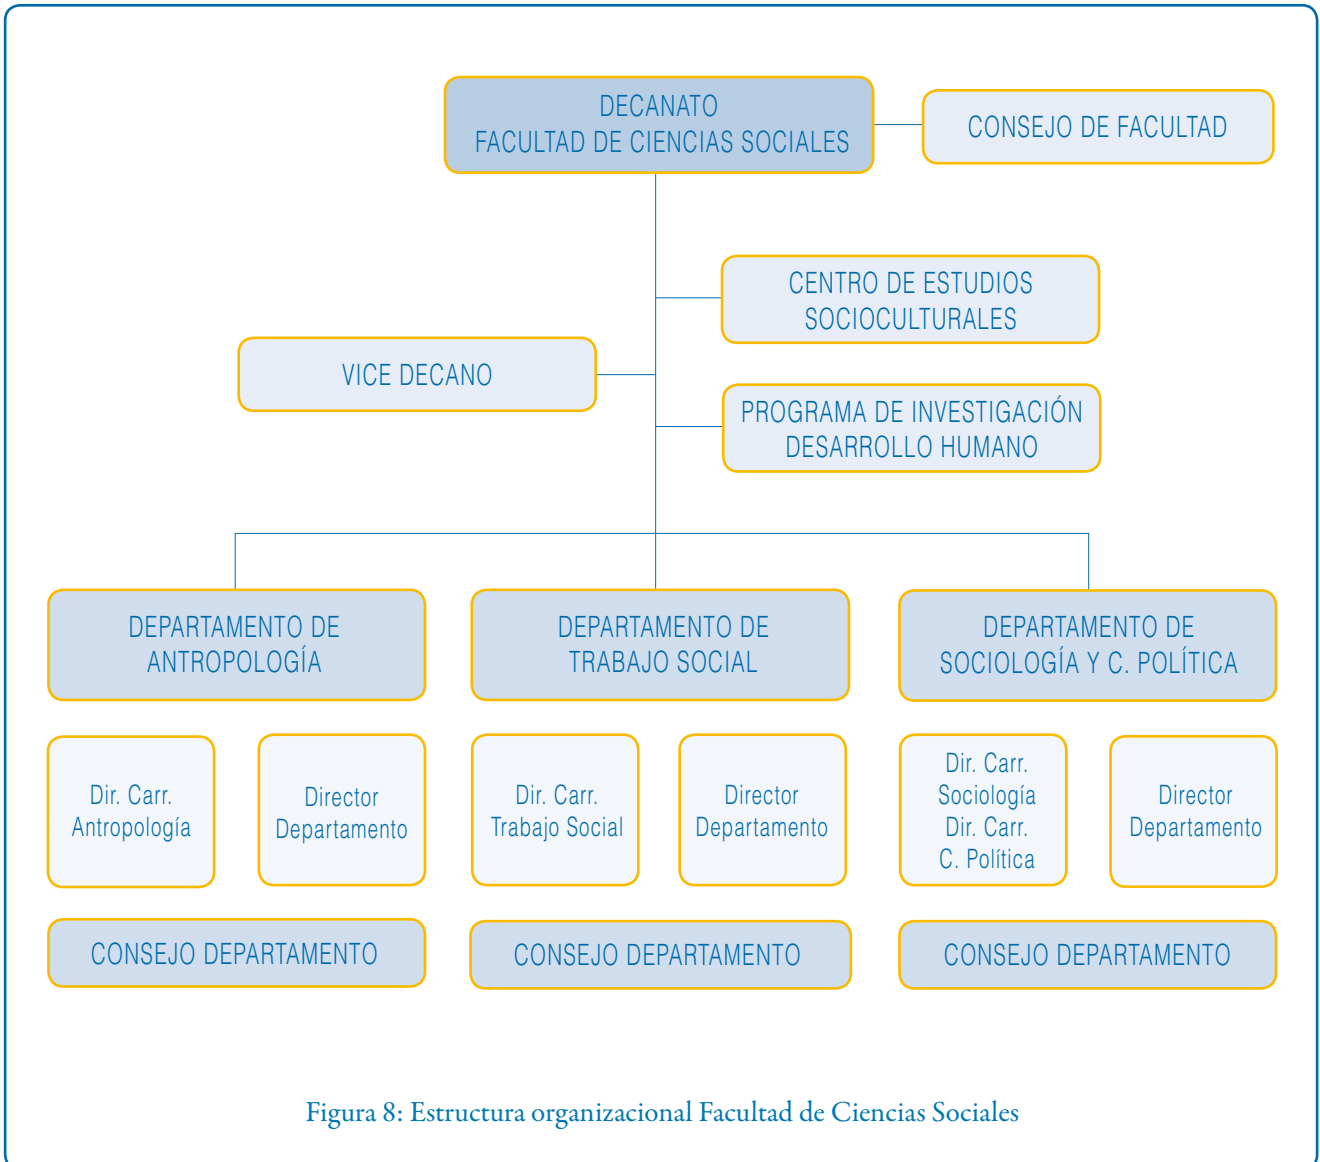 DECANATO
FACULTAD DE CIENCIAS SOCIALES
CONSEJO DE FACULTAD
CENTRO DE ESTUDIOS
SOCIOCULTURALES
VICE DECANO
PROGRAMA DE INVESTIGACIÓN
DESARROLLO HUMANO
DEPARTAMENTO DE
ANTROPOLOGÍA
DEPARTAMENTO DE
TRABAJO SOCIAL
DEPARTAMENTO DE
SOCIOLOGÍA Y C. POLÍTICA
Dir. Carr.
Antropología
Director
Departamento
Dir. Carr.
Trabajo Social
Director
Departamento
Dir. Carr.
Sociología
Dir. Carr.
C. Política
Director
Departamento
CONSEJO DEPARTAMENTO
CONSEJO DEPARTAMENTO
CONSEJO DEPARTAMENTO
Figura 8: Estructura organizacional Facultad de Ciencias Sociales